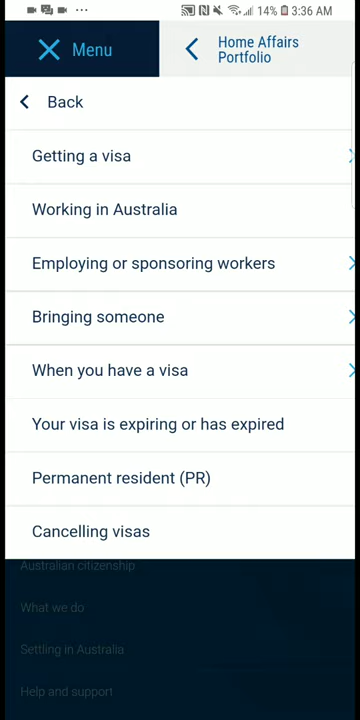 14% 3:36 AM
Menu
Home Affairs
Portfolio
Back
Getting a visa
Working in Australia
Employing or sponsoring workers
Bringing someone
When you have a visa
Your visa is expiring or has expired
Permanent resident (PR)
Cancelling visas
Australian citizenship
What we do
Settling in Australia
Help and support